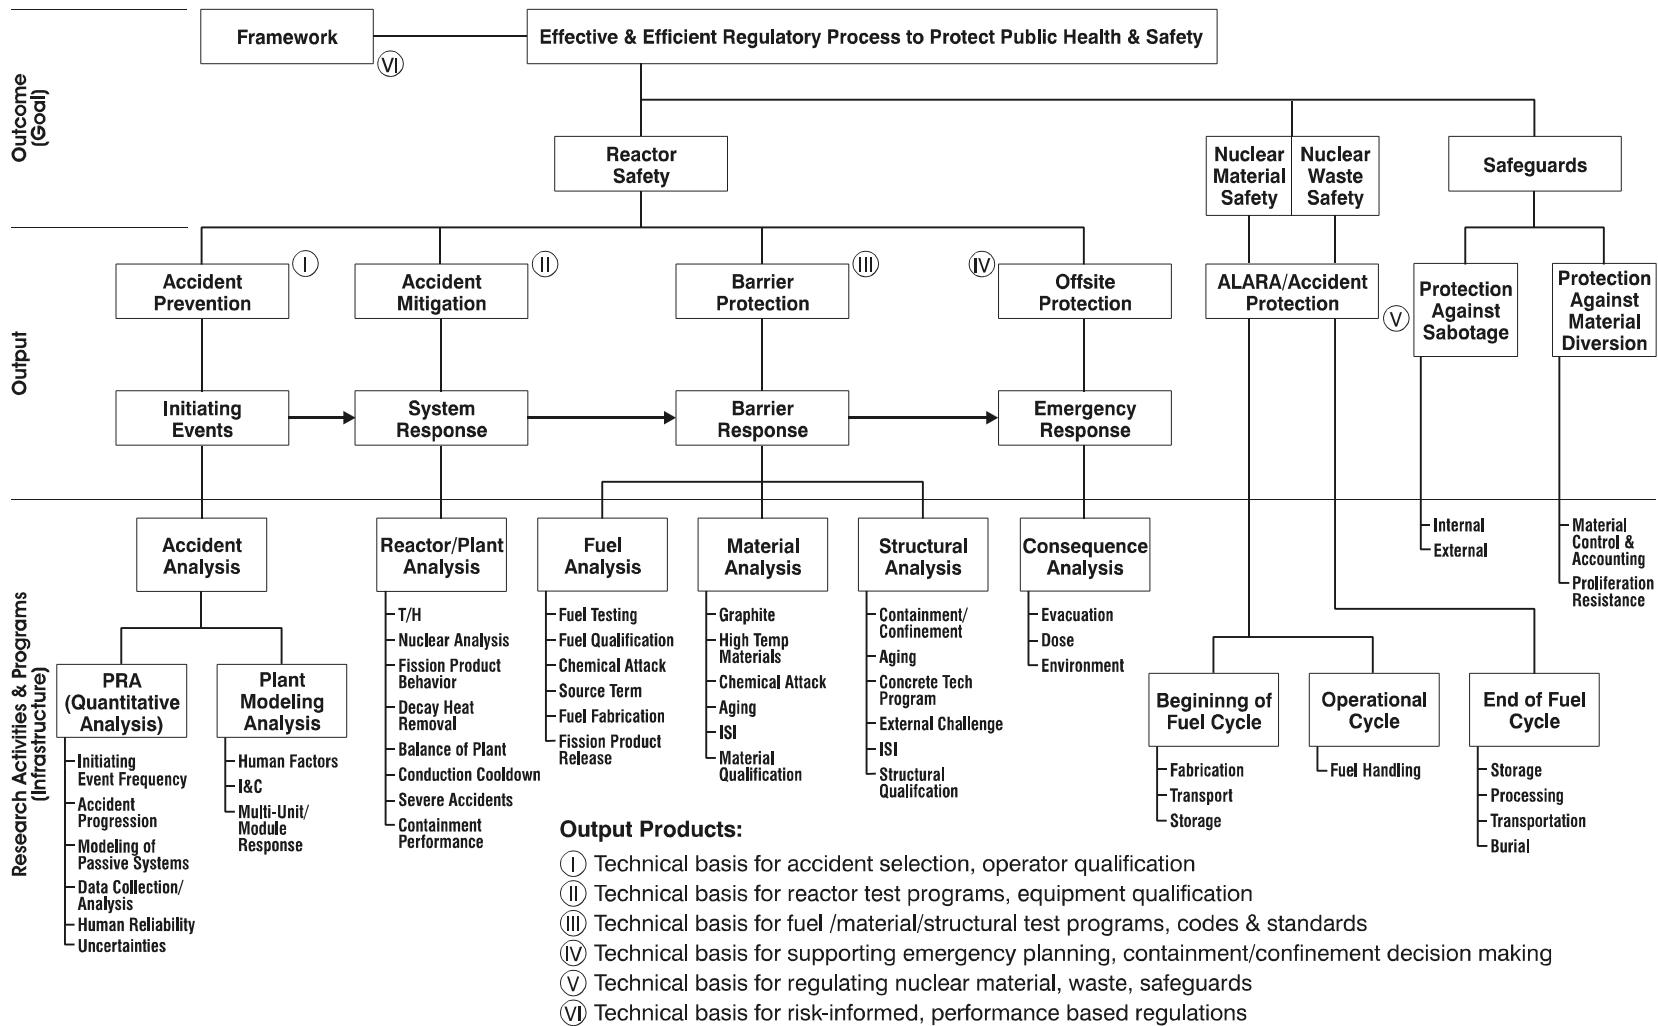 Outcome
(Goal)
Framework
VI
Effective & Efficient Regulatory Process to Protect Public Health & Safety
Reactor
Safety
Nuclear
Material
Safety
Nuclear
Waste
Safety
Safeguards
Output
Accident
Prevention
I
Accident
Mitigation
II
Barrier
Protection
III
IV
Offsite
Protection
ALARA/Accident
Protection
V
Protection
Against
Sabotage
Protection
Against
Material
Diversion
Initiating
Events
System
Response
Barrier
Response
Emergency
Response
Research Activities & Programs
(Infrastructure)
Accident
Analysis
Reactor/Plant
Analysis
Fuel
Analysis
Material
Analysis
Structural
Analysis
Consequence
Analysis
Internal
External
Material
Control &
Accounting
Proliferation
Resistance
PRA
(Quantitative
Analysis)
Initiating
Event Frequency
Accident
Progression
Modeling of
Passive Systems
Data Collection/
Analysis
Human Reliability
Uncertainties
Plant
Modeling
Analysis
Human Factors
I&C
Multi-Unit/
Module
Response
T/H
Nuclear Analysis
Fission Product
Behavior
Decay Heat
Removal
Balance of Plant
Conduction Cooldown
Severe Accidents
Containment
Performance
Fuel Testing
Fuel Qualification
Chemical Attack
Source Term
Fuel Fabrication
Fission Product
Release
Graphite
High Temp
Materials
Chemical Attack
Aging
ISI
Material
Qualification
Containment/
Confinement
Aging
Concrete Tech
Program
External Challenge
ISI
Structural
Qualifcation
Evacuation
Dose
Environment
Begininng of
Fuel Cycle
Fabrication
Transport
Storage
Operational
Cycle
Fuel Handling
End of Fuel
Cycle
Storage
Processing
Transportation
Burial
Output Products:
I Technical basis for accident selection, operator qualification
II Technical basis for reactor test programs, equipment qualification
III Technical basis for fuel /material/structural test programs, codes & standards
IV Technical basis for supporting emergency planning, containment/confinement decision making
V Technical basis for regulating nuclear material, waste, safeguards
VI Technical basis for risk-informed, performance based regulations